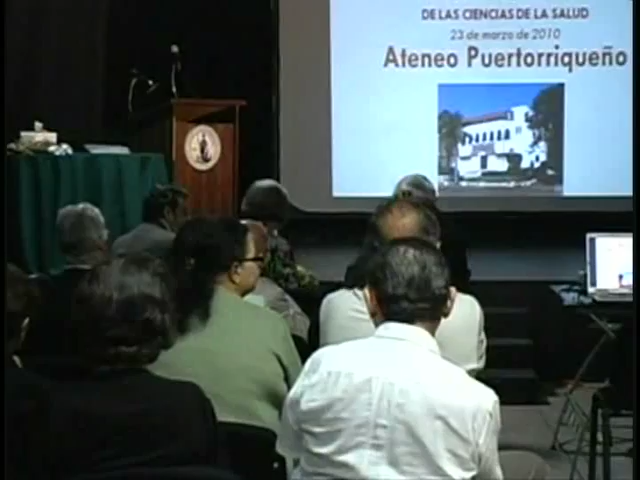 DE LAS CIENCIAS DE LA SALUD
23 de marzo de 2010
Ateneo Puertorriqueño